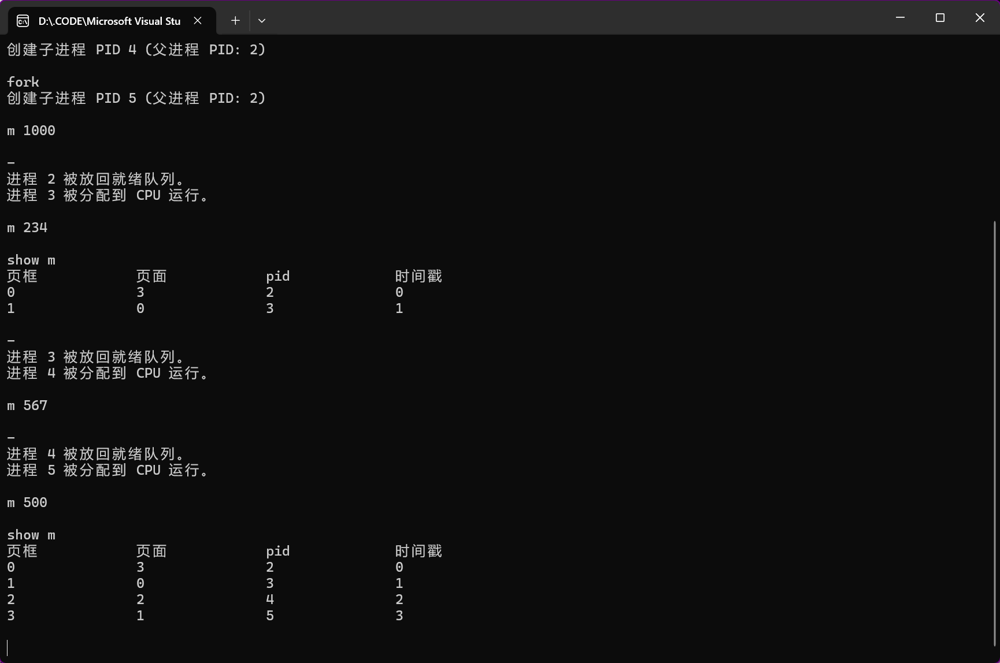 D:\.CODE\Microsoft Visual Stu
创建子进程 PID 4 (父进程 PID: 2)
fork
创建子进程 PID 5 (父进程 PID: 2)
m 1000
_
进程 2 被放回就绪队列。
进程 3 被分配到 CPU 运行。
m 234
show m
页框 页面 pid 时间戳
0 3 2 0
1 0 3 1
_
进程 3 被放回就绪队列。
进程 4 被分配到 CPU 运行。
m 567
_
进程 4 被放回就绪队列。
进程 5 被分配到 CPU 运行。
m 500
show m
页框 页面 pid 时间戳
0 3 2 0
1 0 3 1
2 2 4 2
3 1 5 3